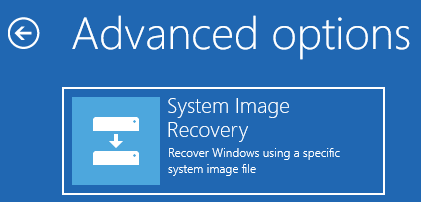 Advanced options
System Image
Recovery
Recover Windows using a specific
system image file